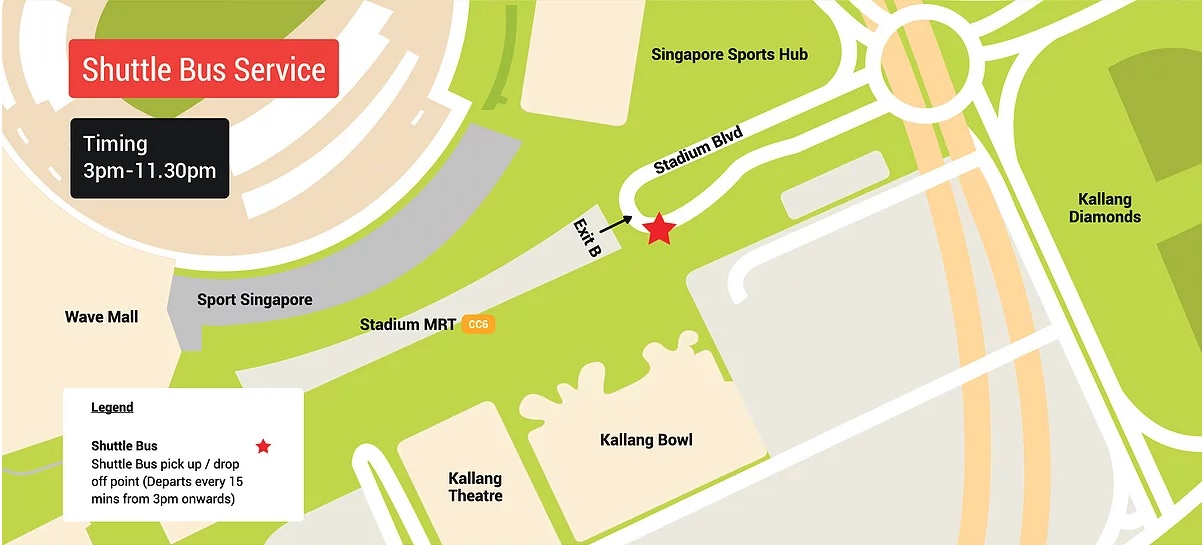 Shuttle Bus Service
Timing
3pm-11.30pm
Singapore Sports Hub
Stadium Blvd
Kallang
Diamonds
Exit B
Sport Singapore
Wave Mall
Stadium MRT CC6
Legend
Shuttle Bus
Shuttle Bus pick up / drop
off point (Departs every 15
mins from 3pm onwards)
Kallang Bowl
Kallang
Theatre